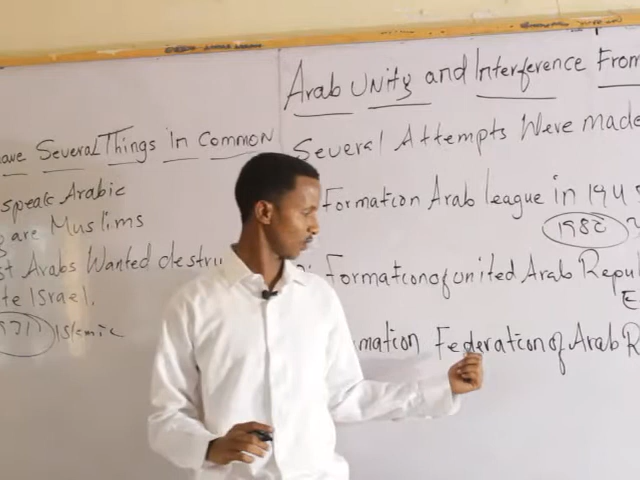 ave Several Things in Common
speak Arabic
are Muslims
st Arabs Wanted destru
te Israel.
Islamic
Arab Unity and Interference From
Several Attempts Were made
Formation Arab league in 194
1982
Formation of united Arab Repu
E
mation Federation of Arab R